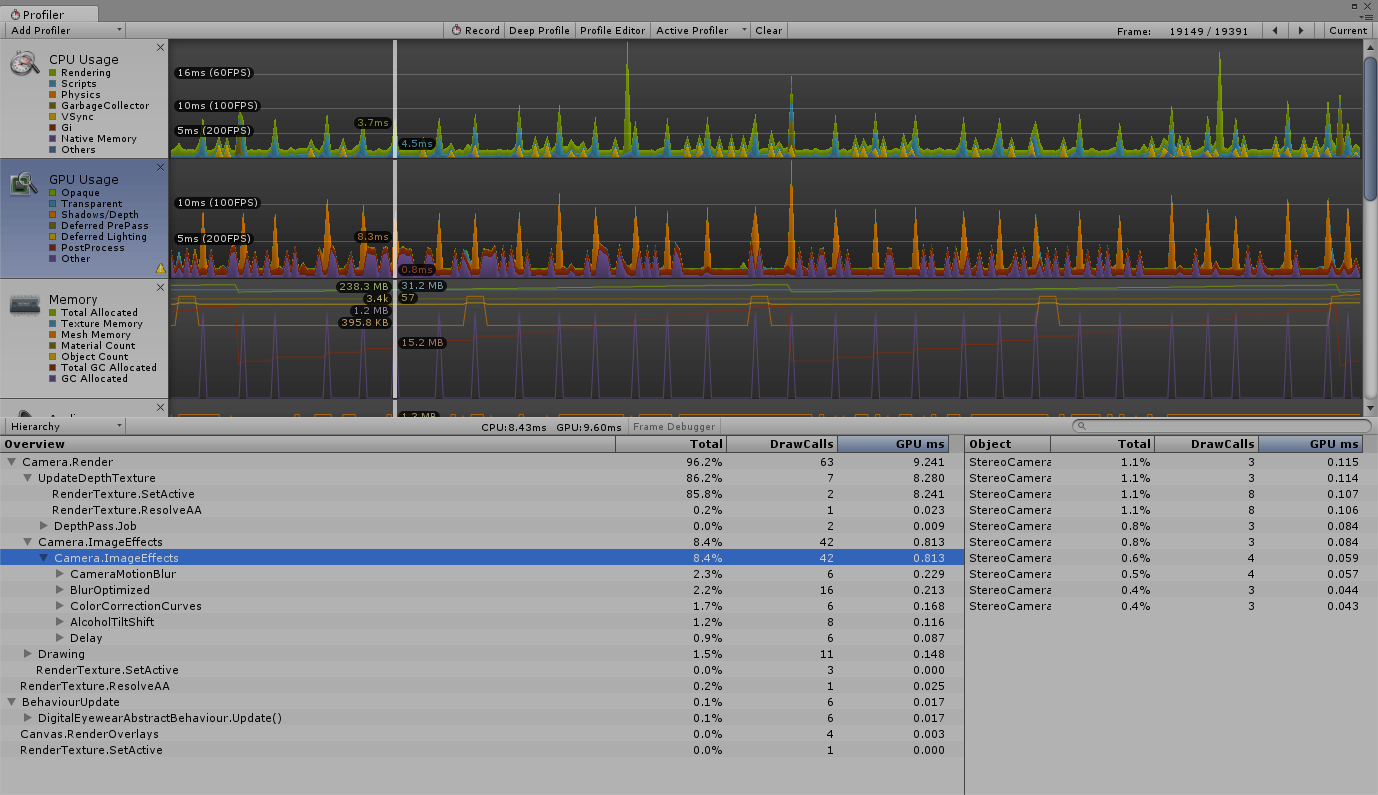 Profiler
Add Profiler
Record Deep Profile Profile Editor Active Profiler Clear Frame: 19149 / 19391 Current
CPU Usage
Rendering
Scripts
Physics
GarbageCollector
VSync
Gi
Native Memory
Others
16ms (60FPS)
10ms (100FPS)
5ms (200FPS)
3.7ms
4.5ms
GPU Usage
Opaque
Transparent
Shadows/Depth
Deferred PrePass
Deferred Lighting
PostProcess
Other
10ms (100FPS)
5ms (200FPS)
8.3ms
0.8ms
Memory
Total Allocated
Texture Memory
Mesh Memory
Material Count
Object Count
Total GC Allocated
GC Allocated
238.3 MB 31.2 MB
3.4k 57
1.2 MB
395.8 KB
15.2 MB
1.3 MB
Hierarchy CPU:8.43ms GPU:9.60ms Frame Debugger
Overview Total DrawCalls GPU ms
Camera.Render 96.2% 63 9.241
UpdateDepthTexture 86.2% 7 8.280
RenderTexture.SetActive 85.8% 2 8.241
RenderTexture.ResolveAA 0.2% 1 0.023
DepthPass.Job 0.0% 2 0.009
Camera.ImageEffects 8.4% 42 0.813
Camera.ImageEffects 8.4% 42 0.813
CameraMotionBlur 2.3% 6 0.229
BlurOptimized 2.2% 16 0.213
ColorCorrectionCurves 1.7% 6 0.168
AlcoholTiltShift 1.2% 8 0.116
Delay 0.9% 6 0.087
Drawing 1.5% 11 0.148
RenderTexture.SetActive 0.0% 3 0.000
RenderTexture.ResolveAA 0.2% 1 0.025
BehaviourUpdate 0.1% 6 0.017
DigitalEyewearAbstractBehaviour.Update() 0.1% 6 0.017
Canvas.RenderOverlays 0.0% 4 0.003
RenderTexture.SetActive 0.0% 1 0.000
Object Total DrawCalls GPU ms
StereoCamera 1.1% 3 0.115
StereoCamera 1.1% 3 0.114
StereoCamera 1.1% 8 0.107
StereoCamera 1.1% 8 0.106
StereoCamera 0.8% 3 0.084
StereoCamera 0.8% 3 0.084
StereoCamera 0.6% 4 0.059
StereoCamera 0.5% 4 0.057
StereoCamera 0.4% 3 0.044
StereoCamera 0.4% 3 0.043